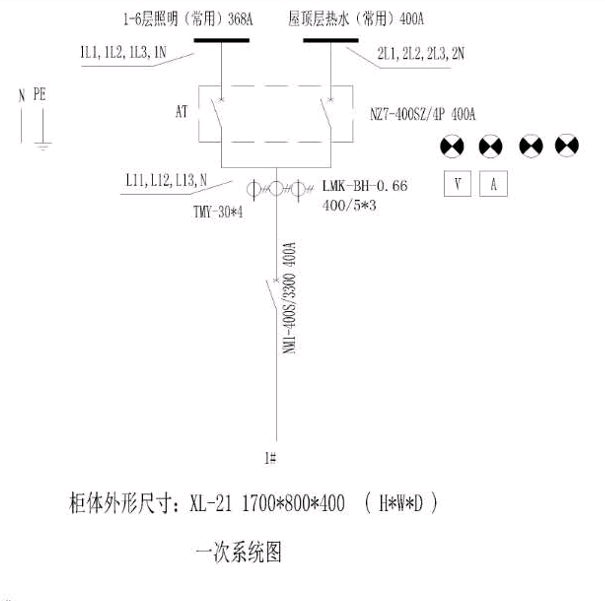 1-6层照明（常用）368A
屋顶层热水（常用）400A
1L1,1L2,1L3,1N
2L1,2L2,2L3,2N
N PE
AT
NZ7-400SZ/4P 400A
L11,L12,L13,N
LMK-BH-0.66
400/5*3
TMY-30*4
V A
NM1-400S/3300 400A
1#
柜体外形尺寸: XL-21 1700*800*400 ( H*W*D )
一次系统图